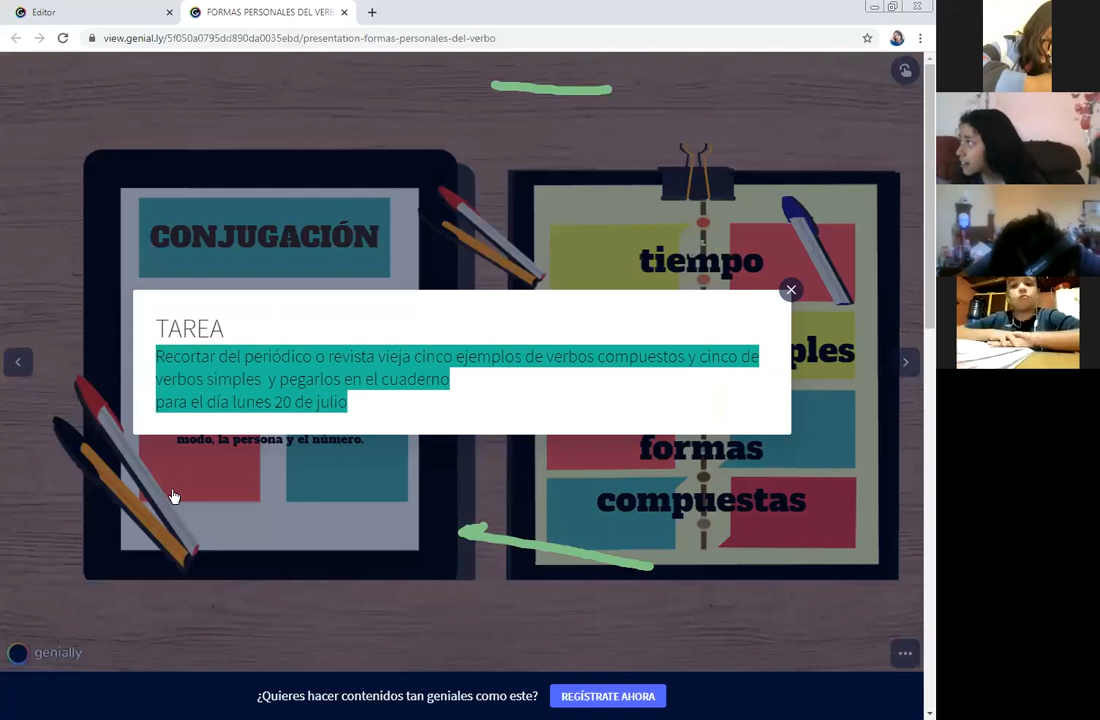 Editor
FORMAS PERSONALES DEL VERB
view.genial.ly/5f050a0795dd890da0035ebd/presentation-formas-personales-del-verbo
CONJUGACIÓN
modo, la persona y el número.
tiempo
ples
formas
compuestas
TAREA
Recortar del periódico o revista vieja cinco ejemplos de verbos compuestos y cinco de
verbos simples y pegarlos en el cuaderno
para el día lunes 20 de julio
genially
¿Quieres hacer contenidos tan geniales como este?
REGÍSTRATE AHORA